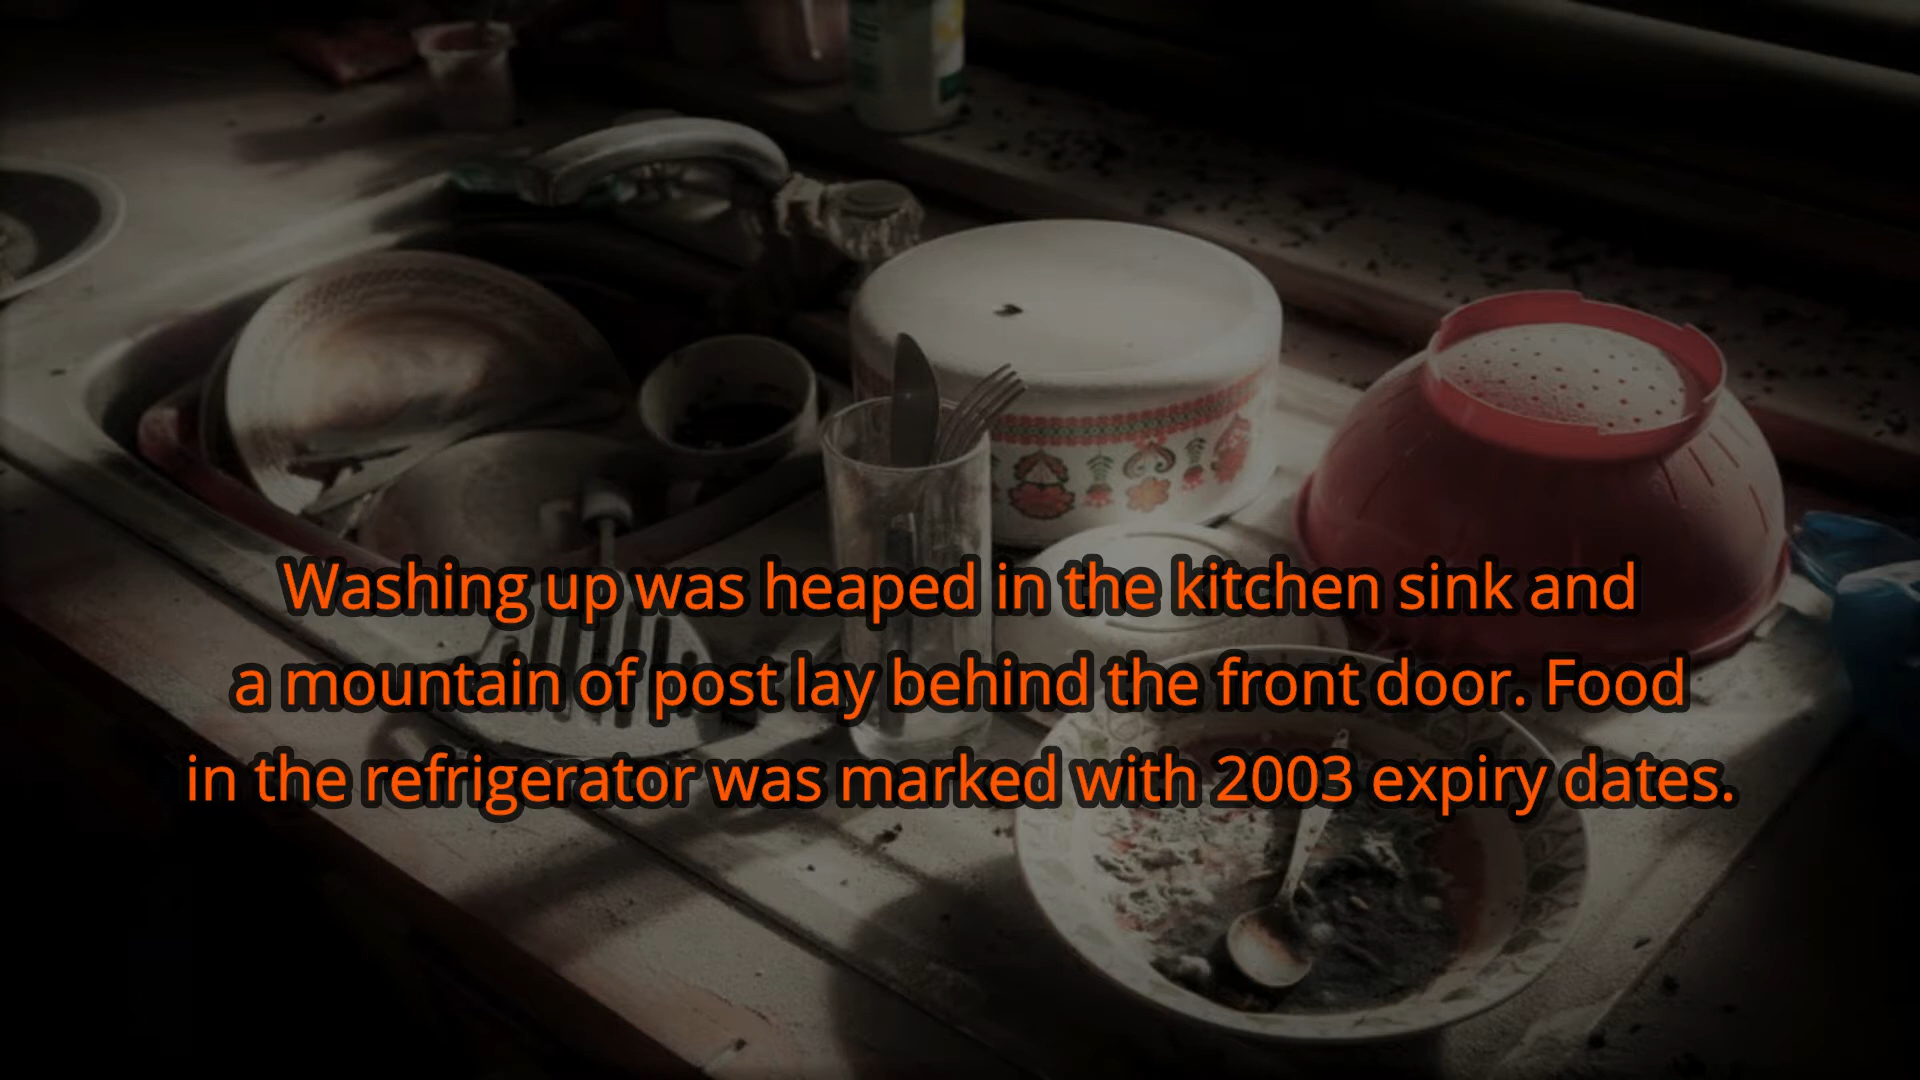 Washing up was heaped in the kitchen sink and
a mountain of post lay behind the front door. Food
in the refrigerator was marked with 2003 expiry dates.